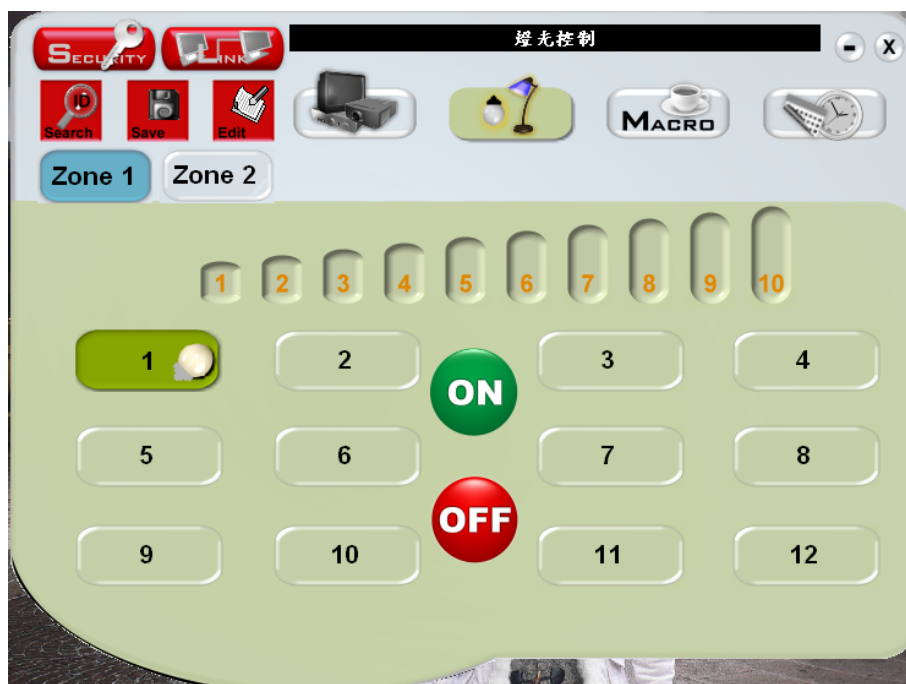 燈光控制
SECURITY
LINK
- X
ID
Search
Save
Edit
MACRO
Zone 1
Zone 2
1 2 3 4 5 6 7 8 9 10
1 2 3 4
ON
5 6 7 8
OFF
9 10 11 12